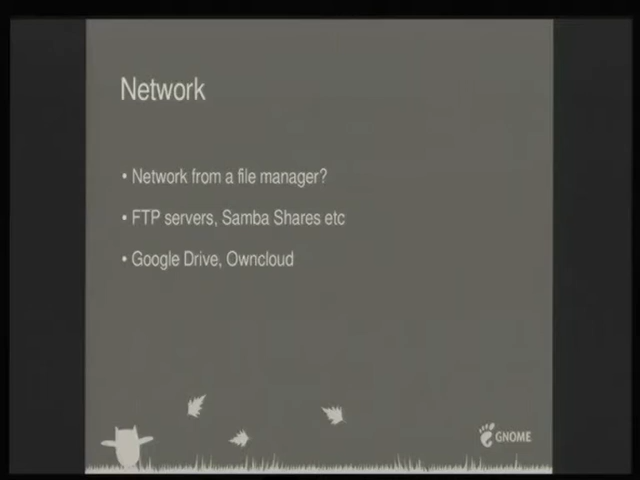 Network
• Network from a file manager?
• FTP servers, Samba Shares etc
• Google Drive, Owncloud
GNOME